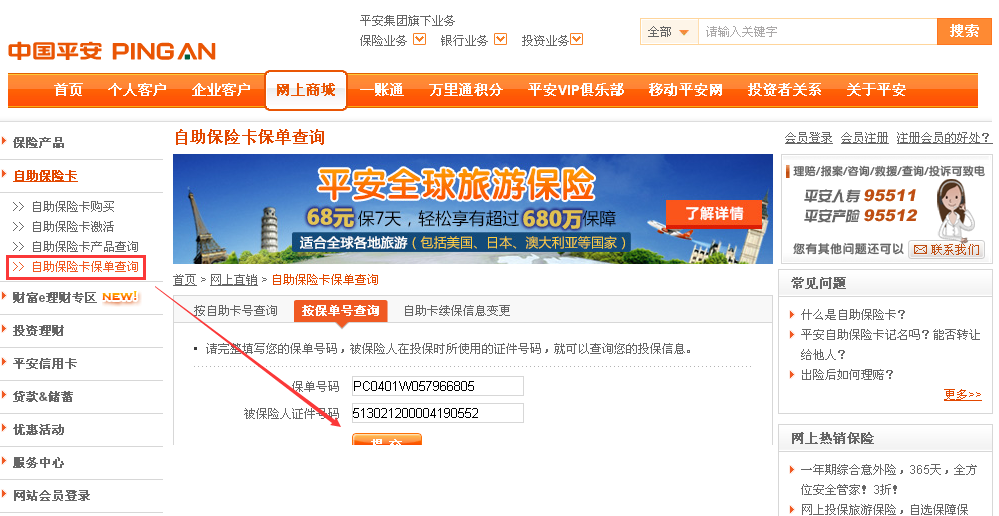 中国平安 PING AN
平安集团旗下业务
保险业务 银行业务 投资业务
全部 请输入关键字 搜索
首页 个人客户 企业客户 网上商城 一账通 万里通积分 平安VIP俱乐部 移动平安网 投资者关系 关于平安
保险产品
自助保险卡
>> 自助保险卡购买
>> 自助保险卡激活
>> 自助保险卡产品查询
>> 自助保险卡保单查询
财富e理财专区 NEW!
投资理财
平安信用卡
贷款&储蓄
优惠活动
服务中心
网站会员登录
自助保险卡保单查询
平安全球旅游保险
68元保7天，轻松享有超过680万保障
适合全球各地旅游（包括美国、日本、澳大利亚等国家）
了解详情
首页 > 网上直销 > 自助保险卡保单查询
按自助卡号查询 按保单号查询 自助卡续保信息变更
• 请完整填写您的保单号码，被保险人在投保时所使用的证件号码，就可以查询您的投保信息。
保单号码 PC0401W057966805
被保险人证件号码 513021200004190552
提 交
会员登录 会员注册 注册会员的好处？
理赔/报案/咨询/救援/查询/投诉可致电
平安人寿 95511
平安产险 95512
您有其他问题还可以 联系我们
常见问题
什么是自助保险卡？
平安自助保险卡记名吗？能否转让
给他人？
出险后如何理赔？
更多>>
网上热销保险
一年期综合意外险，365天，全方
位安全管家！3折！
网上投保旅游保险，自选保障保